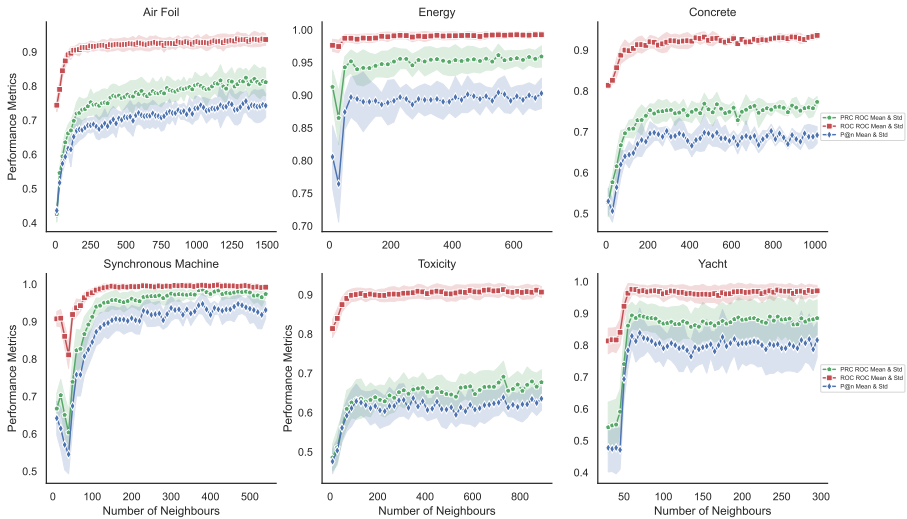 Air Foil
Energy
Concrete
Performance Metrics
0.9
0.8
0.7
0.6
0.5
0.4
0 250 500 750 1000 1250 1500
1.00
0.95
0.90
0.85
0.80
0.75
0.70
0 200 400 600
0.9
0.8
0.7
0.6
0.5
0 200 400 600 800 1000
PRC ROC Mean & Std
ROC ROC Mean & Std
P@n Mean & Std
Synchronous Machine
Toxicity
Yacht
Performance Metrics
1.0
0.9
0.8
0.7
0.6
0.5
0 100 200 300 400 500
Number of Neighbours
Performance Metrics
0.9
0.8
0.7
0.6
0.5
0 200 400 600 800
Number of Neighbours
1.0
0.9
0.8
0.7
0.6
0.5
0.4
50 100 150 200 250 300
Number of Neighbours
PRC ROC Mean & Std
ROC ROC Mean & Std
P@n Mean & Std